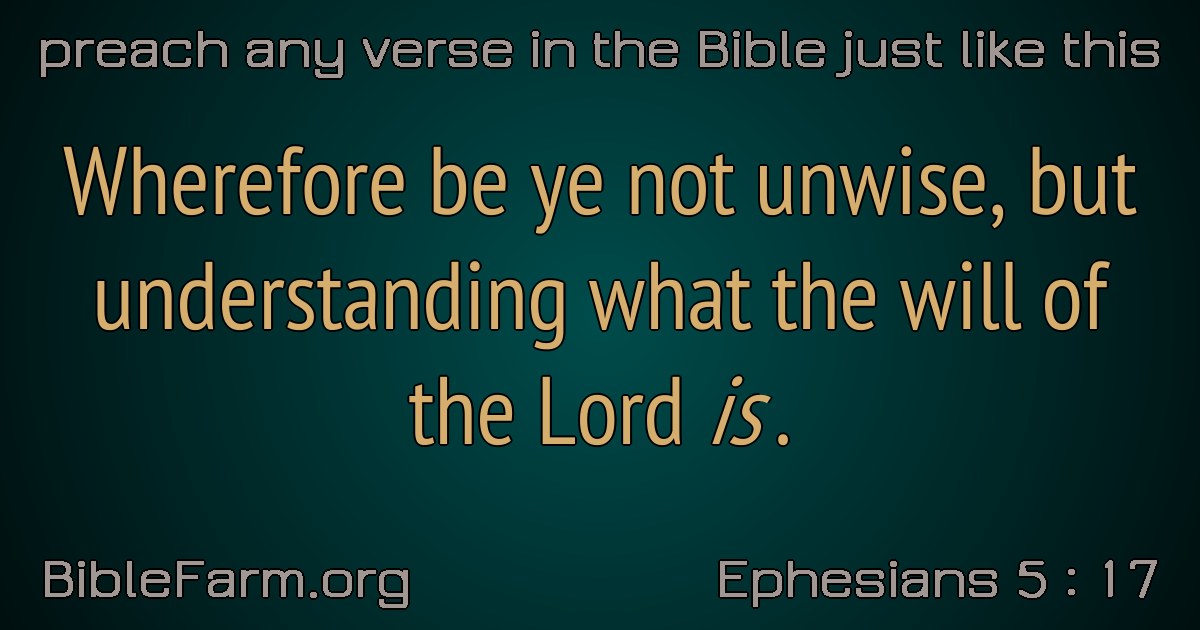 preach any verse in the Bible just like this
Wherefore be ye not unwise, but
understanding what the will of
the Lord is .
BibleFarm.org
Ephesians 5 : 17